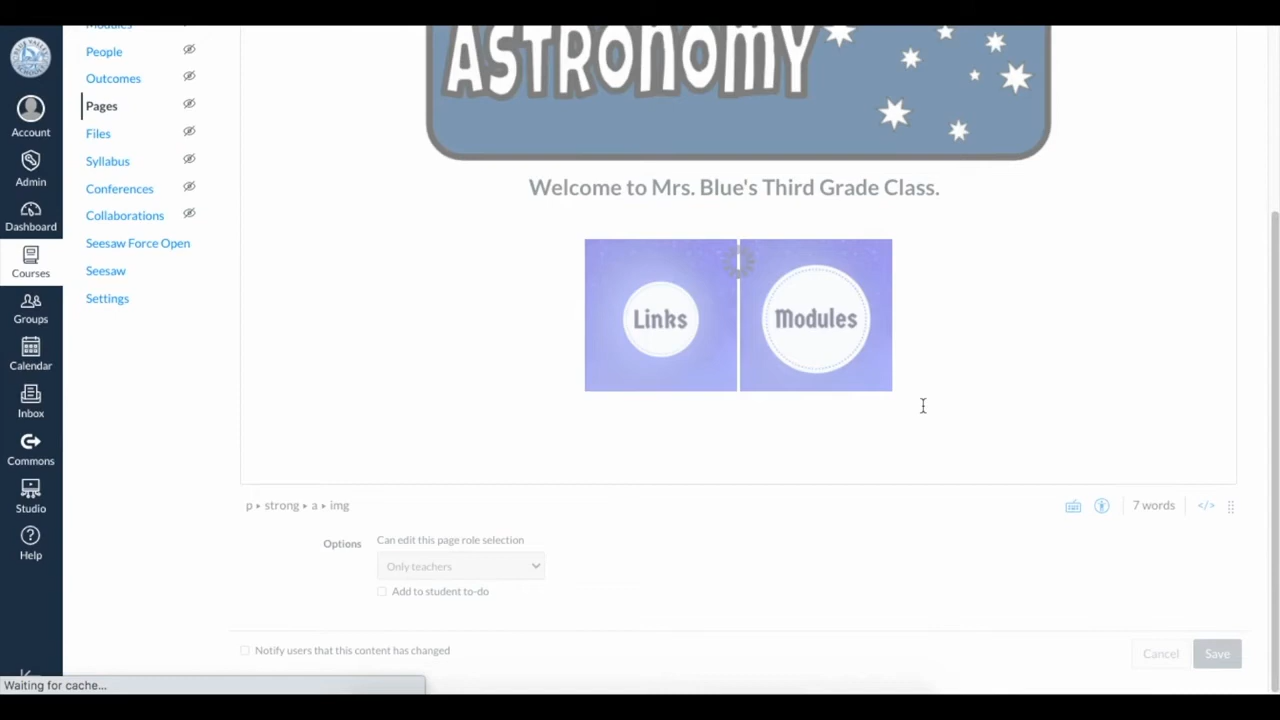 Modules
People
Outcomes
Pages
Files
Syllabus
Conferences
Collaborations
Seesaw Force Open
Seesaw
Settings
Account
Admin
Dashboard
Courses
Groups
Calendar
Inbox
Commons
Studio
Help
ASTRONOMY
Welcome to Mrs. Blue's Third Grade Class.
Links
Modules
p ▸ strong ▸ a ▸ img
7 words
</>
Options
Can edit this page role selection
Only teachers
Add to student to-do
Notify users that this content has changed
Cancel
Save
Waiting for cache...